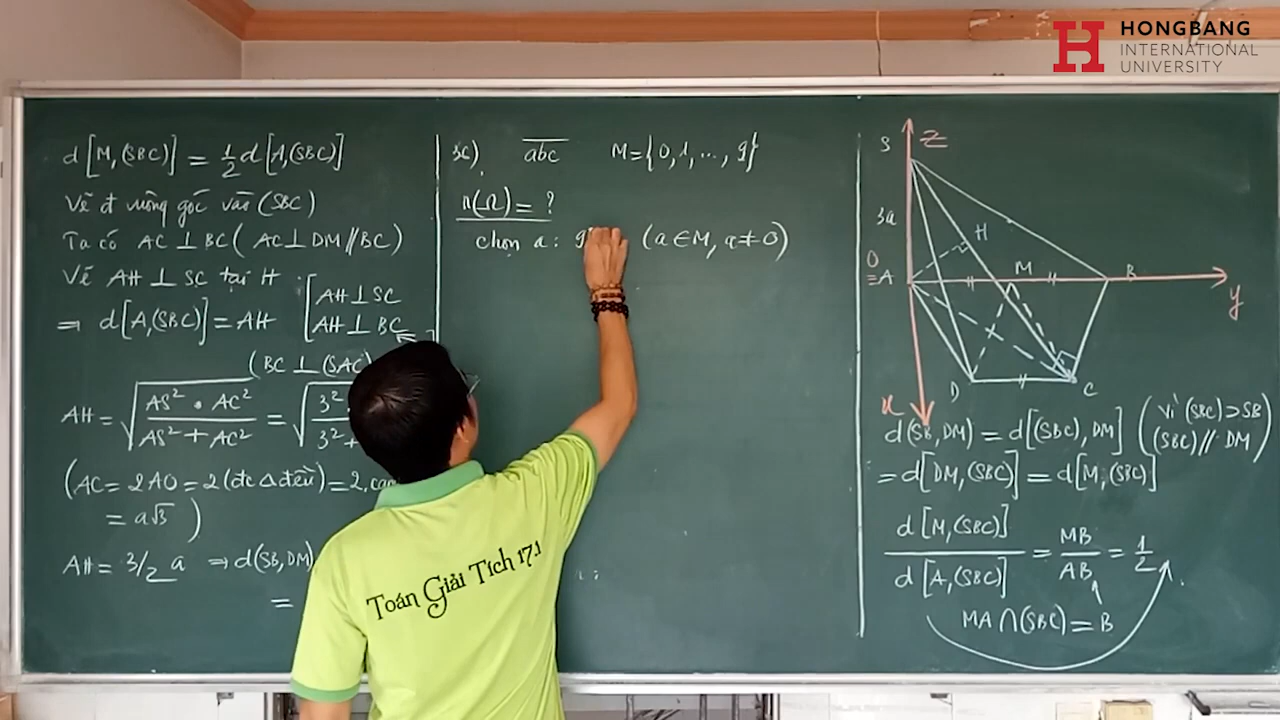 HONGBANG
INTERNATIONAL
UNIVERSITY
d[M,(SBC)] = 1/2 d[A,(SBC)]
Vẽ đt vuông góc vào (SBC)
Ta có AC ⊥ BC (AC ⊥ DM // BC)
Vẽ AH ⊥ SC tại H
AH ⊥ SC
⇒ d[A,(SBC)] = AH
AH ⊥ BC
(BC ⊥ (SAC)
AH = √(AS² . AC² / AS² + AC²) = √(3² / 3² +
(AC = 2AO = 2(đc Δ đều) = 2.
= a√3 )
AH = 3/2 a ⇒ d(SB,DM)
=
3c) abc M = {0, 1, ..., 9}
n(Ω) = ?
chọn a: 9 (a ∈ M, a ≠ 0)
Toán Giải Tích 17.1
S
Z
3a
H
O
≡ A
M
B
y
D
C
x
d(SB,DM) = d[(SBC),DM] (Vì (SBC) ⊃ SB
(SBC) // DM)
= d[DM,(SBC)] = d[M,(SBC)]
d[M,(SBC)] / d[A,(SBC)] = MB / AB = 1/2
MA ∩ (SBC) = B